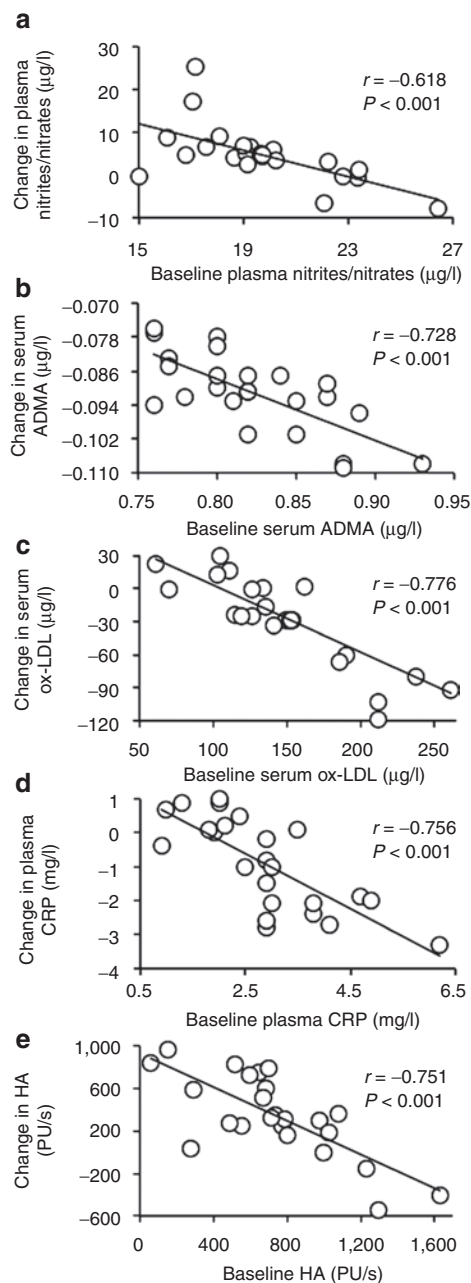 a
Change in plasma
nitrites/nitrates (μg/l)
30
20
10
0
−10
r = −0.618
P < 0.001
15 19 23 27
Baseline plasma nitrites/nitrates (μg/l)
b
Change in serum
ADMA (μg/l)
−0.070
−0.078
−0.086
−0.094
−0.102
−0.110
r = −0.728
P < 0.001
0.75 0.80 0.85 0.90 0.95
Baseline serum ADMA (μg/l)
c
Change in serum
ox-LDL (μg/l)
30
0
−30
−60
−90
−120
r = −0.776
P < 0.001
50 100 150 200 250
Baseline serum ox-LDL (μg/l)
d
Change in plasma
CRP (mg/l)
1
0
−1
−2
−3
−4
r = −0.756
P < 0.001
0.5 2.5 4.5 6.5
Baseline plasma CRP (mg/l)
e
Change in HA
(PU/s)
1,000
600
200
−200
−600
r = −0.751
P < 0.001
0 400 800 1,200 1,600
Baseline HA (PU/s)